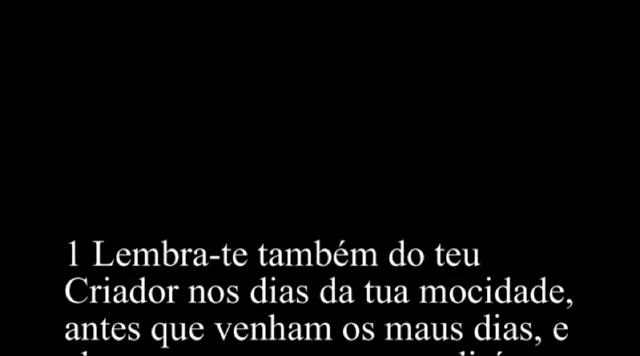 1 Lembra-te também do teu
Criador nos dias da tua mocidade,
antes que venham os maus dias, e